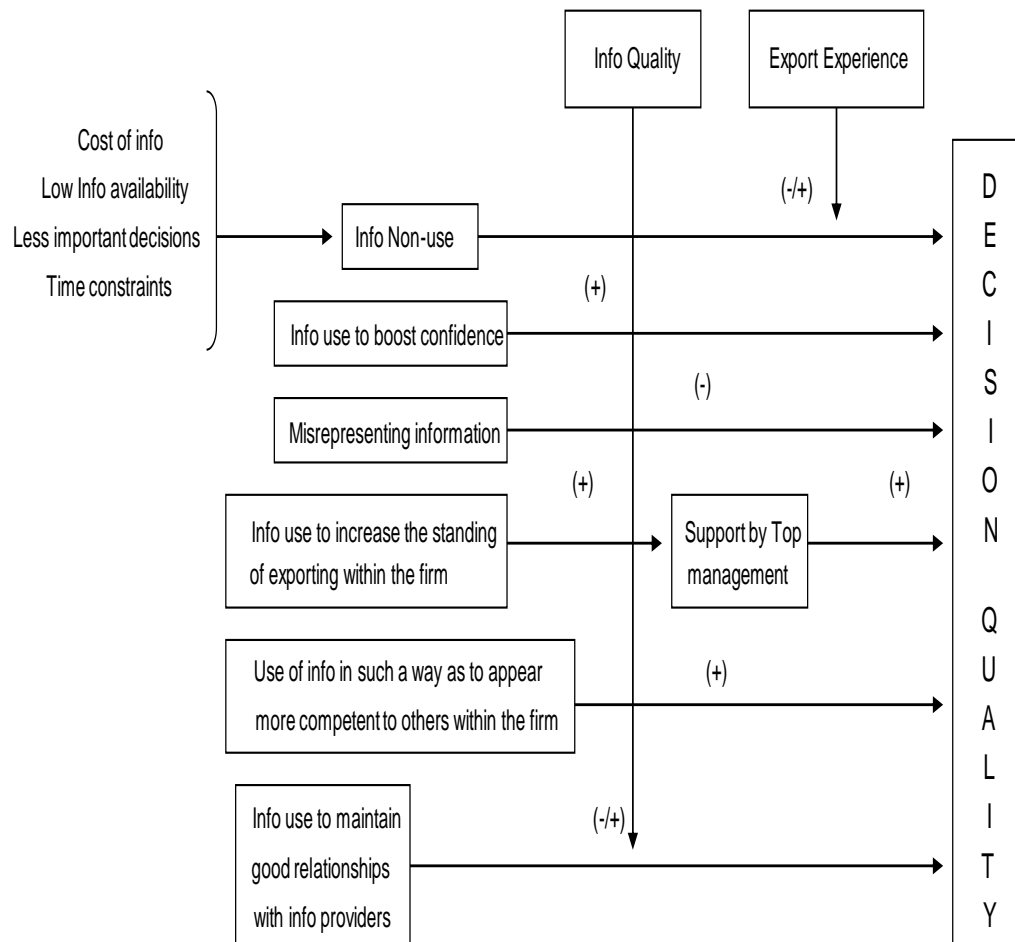 Info Quality
Export Experience
Cost of info
Low Info availability
Less important decisions
Time constraints
(-/+)
Info Non-use
(+)
Info use to boost confidence
(-)
Misrepresenting information
(+)
(+)
Info use to increase the standing
of exporting within the firm
Support by Top
management
Use of info in such a way as to appear
more competent to others within the firm
(+)
Info use to maintain
good relationships
with info providers
(-/+)
D
E
C
I
S
I
O
N
Q
U
A
L
I
T
Y